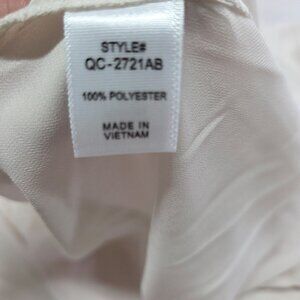 STYLE#
QC-2721AB
100% POLYESTER
MADE IN
VIETNAM